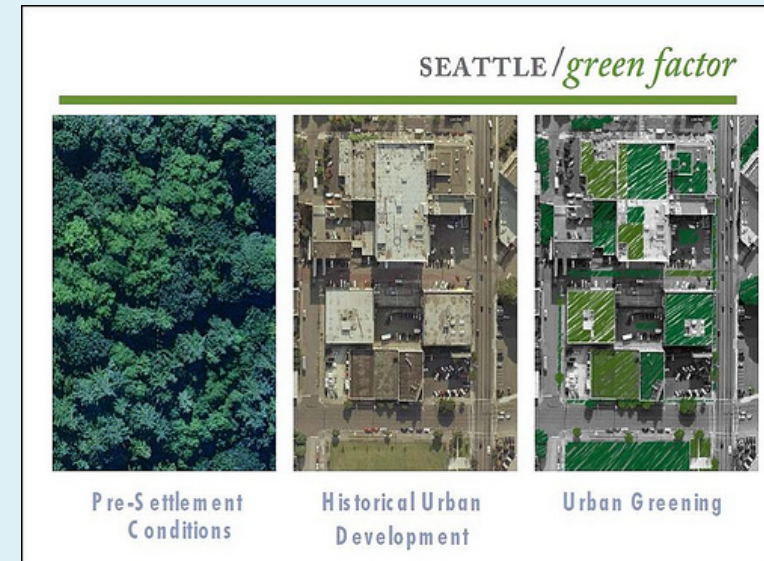 SEATTLE/green factor
Pre-Settlement
Conditions
Historical Urban
Development
Urban Greening